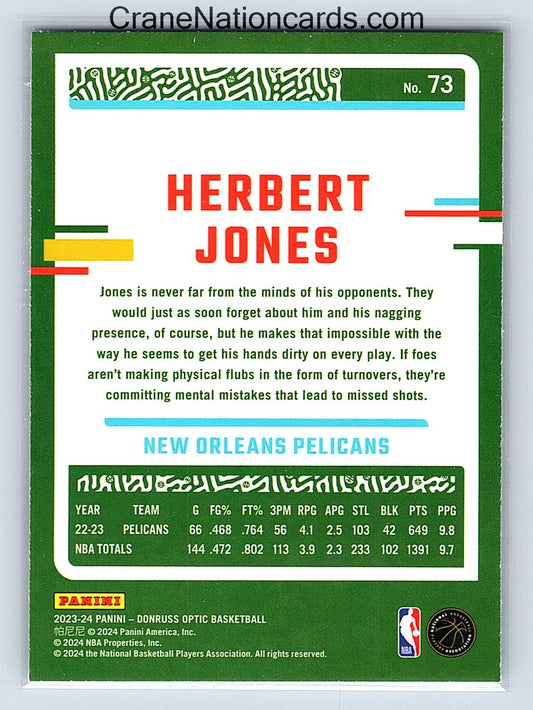 CraneNationcards.com
No. 73
HERBERT
JONES
Jones is never far from the minds of his opponents. They
would just as soon forget about him and his nagging
presence, of course, but he makes that impossible with the
way he seems to get his hands dirty on every play. If foes
aren't making physical flubs in the form of turnovers, they're
committing mental mistakes that lead to missed shots.
NEW ORLEANS PELICANS
YEAR TEAM G FG% FT% 3PM RPG APG STL BLK PTS PPG
22-23 PELICANS 66 .468 .764 56 4.1 2.5 103 42 649 9.8
NBA TOTALS 144 .472 .802 113 3.9 2.3 233 102 1391 9.7
PANINI
2023-24 PANINI – DONRUSS OPTIC BASKETBALL
帕尼尼 © 2024 Panini America, Inc.
© 2024 NBA Properties, Inc.
© 2024 the National Basketball Players Association. All rights reserved.
NBA
NATIONAL BASKETBALL
PLAYERS ASSOCIATION